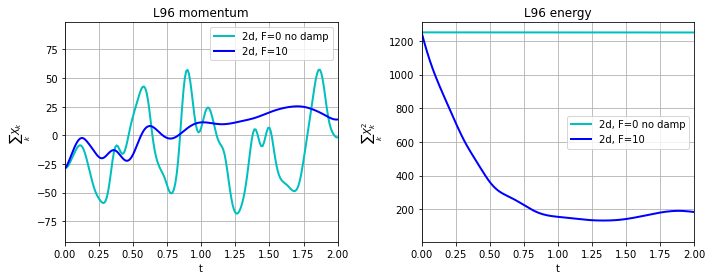 L96 momentum
2d, F=0 no damp
2d, F=10
75
50
25
0
−25
−50
−75
∑ₖ Xₖ
0.00 0.25 0.50 0.75 1.00 1.25 1.50 1.75 2.00
t
L96 energy
2d, F=0 no damp
2d, F=10
1200
1000
800
600
400
200
∑ₖ Xₖ²
0.00 0.25 0.50 0.75 1.00 1.25 1.50 1.75 2.00
t